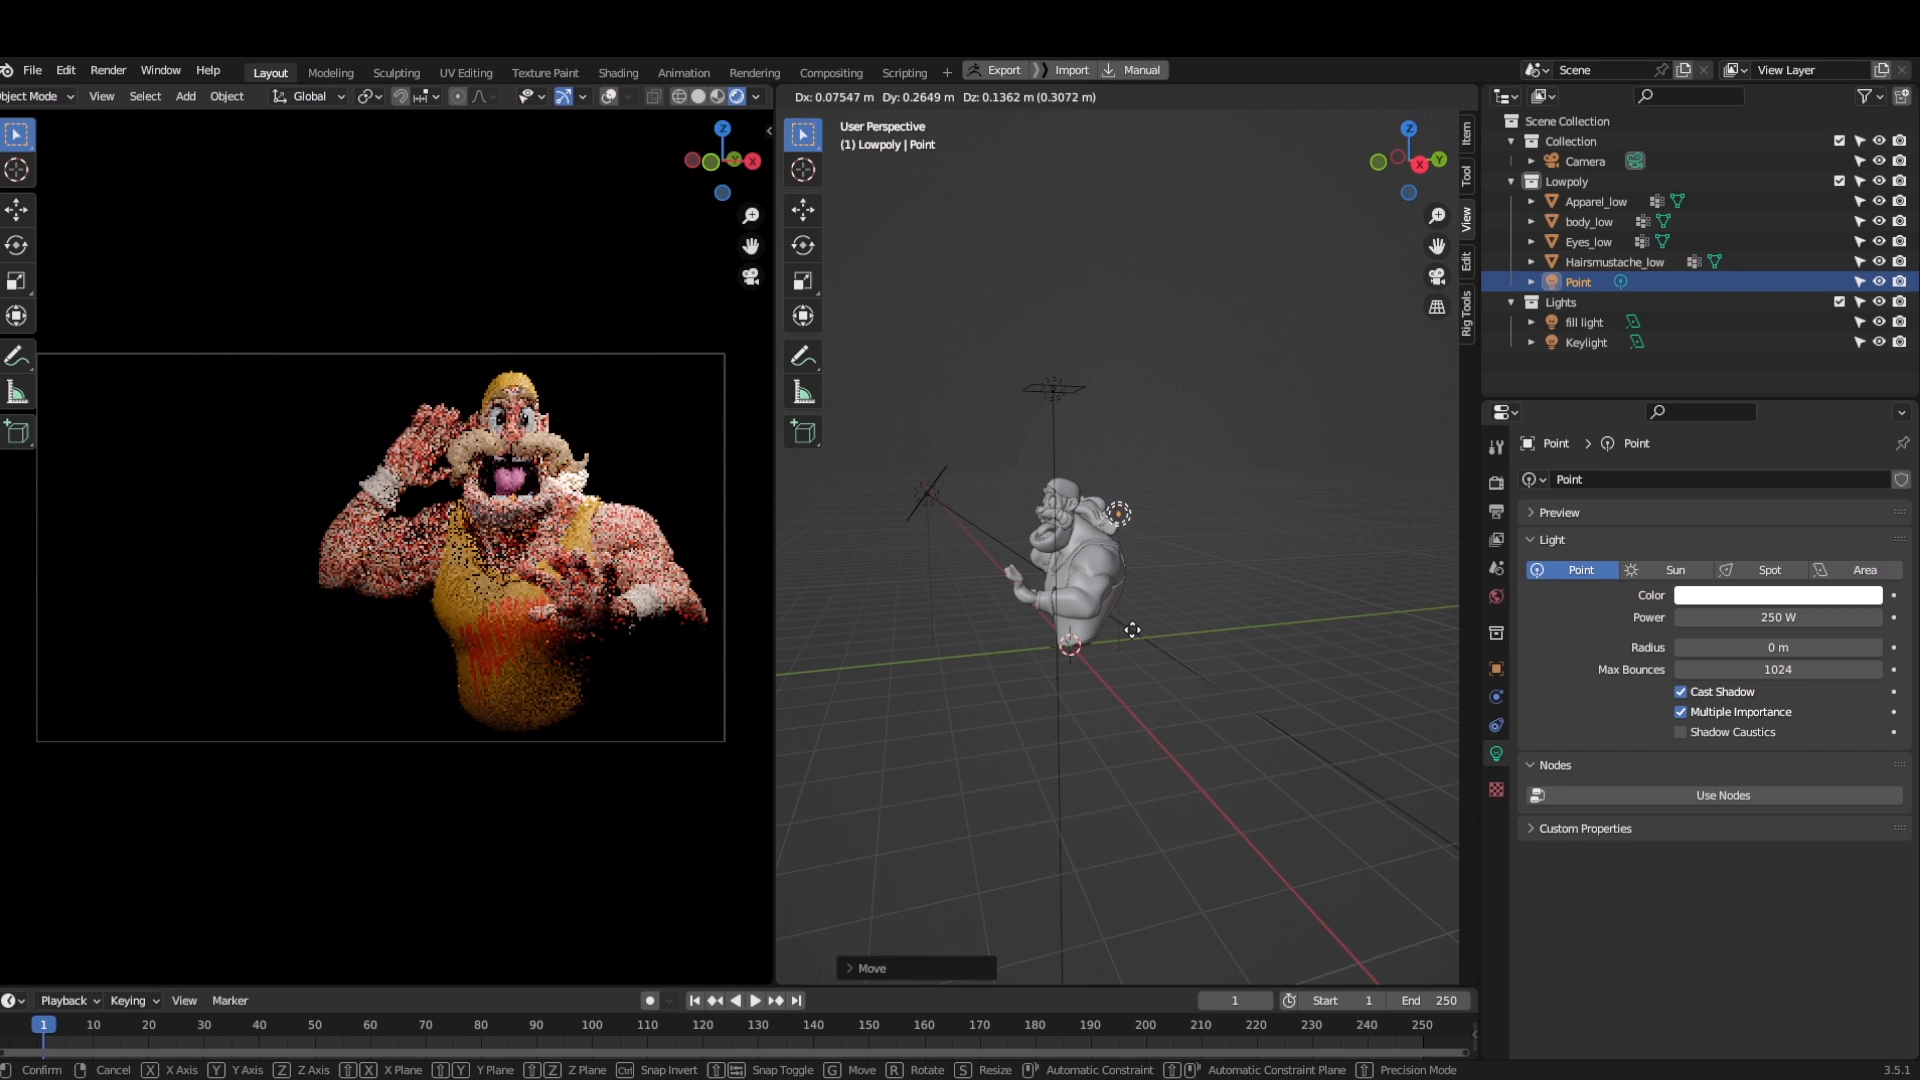 File Edit Render Window Help Layout Modeling Sculpting UV Editing Texture Paint Shading Animation Rendering Compositing Scripting + Export Import Manual Scene View Layer
bject Mode View Select Add Object Global Dx: 0.07547 m Dy: 0.2649 m Dz: 0.1362 m (0.3072 m)
User Perspective
(1) Lowpoly | Point
Z
X
Y
Z
X
Y
Item
Tool
View
Edit
Rig Tools
Move
Scene Collection
Collection
Camera
Lowpoly
Apparel_low
body_low
Eyes_low
Hairsmustache_low
Point
Lights
fill light
Keylight
Point > Point
Point
Preview
Light
Point Sun Spot Area
Color
Power 250 W
Radius 0 m
Max Bounces 1024
Cast Shadow
Multiple Importance
Shadow Caustics
Nodes
Use Nodes
Custom Properties
Playback Keying View Marker 1 Start 1 End 250
1 10 20 30 40 50 60 70 80 90 100 110 120 130 140 150 160 170 180 190 200 210 220 230 240 250
Confirm Cancel X X Axis Y Y Axis Z Z Axis X X Plane Y Y Plane Z Z Plane Ctrl Snap Invert Snap Toggle G Move R Rotate S Resize Automatic Constraint Automatic Constraint Plane Precision Mode 3.5.1